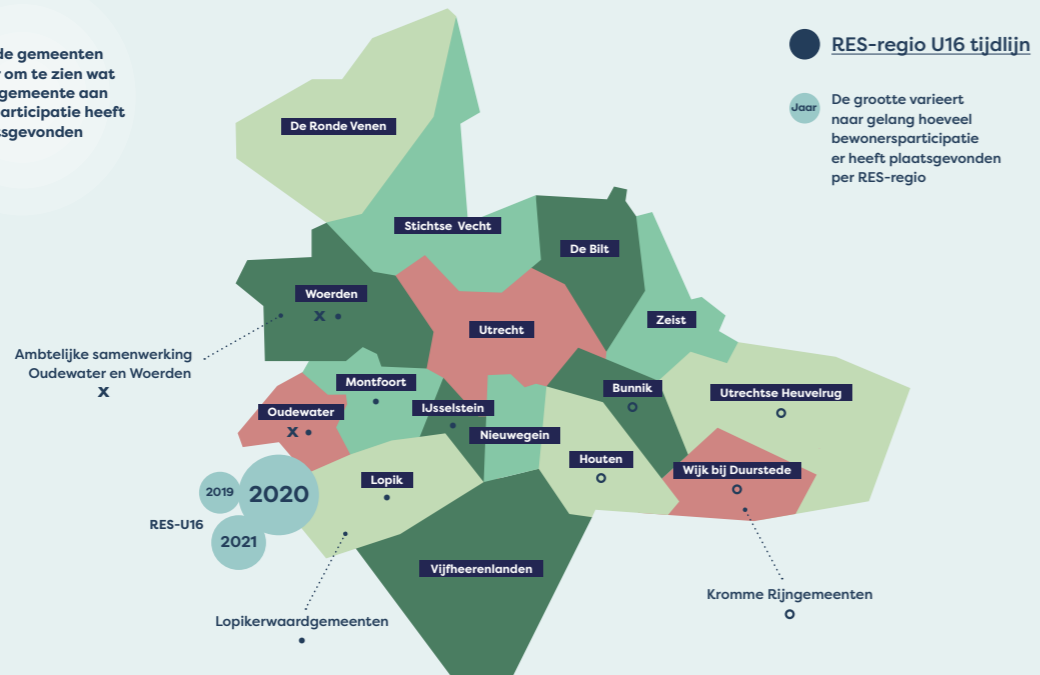 de gemeenten
om te zien wat
gemeente aan
articipatie heeft
tsgevonden
RES-regio U16 tijdlijn
Jaar
De grootte varieert
naar gelang hoeveel
bewonersparticipatie
er heeft plaatsgevonden
per RES-regio
De Ronde Venen
Stichtse Vecht
De Bilt
Woerden
x
Utrecht
Zeist
Ambtelijke samenwerking
Oudewater en Woerden
x
Montfoort
IJsselstein
Bunnik
Utrechtse Heuvelrug
Oudewater
x
Nieuwegein
Houten
Wijk bij Duurstede
Lopik
2019
2020
RES-U16
2021
Vijfheerenlanden
Kromme Rijngemeenten
Lopikerwaardgemeenten